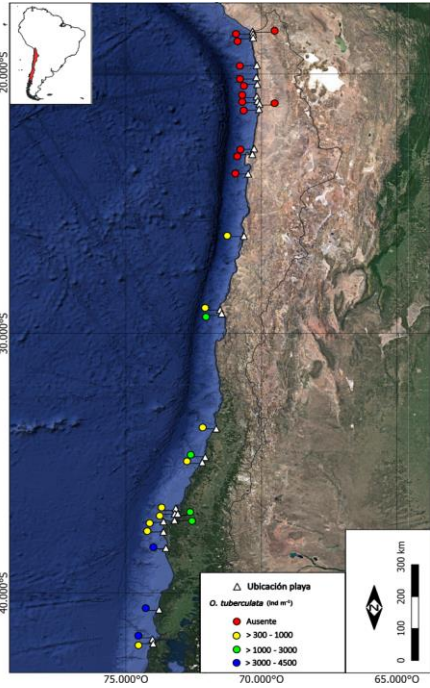 20.000°S
30.000°S
40.000°S
300 km
200
100
0
N
△ Ubicación playa
O. tuberculata (ind m⁻¹)
Ausente
> 300 - 1000
> 1000 - 3000
> 3000 - 4500
75.000°O
70.000°O
65.000°O